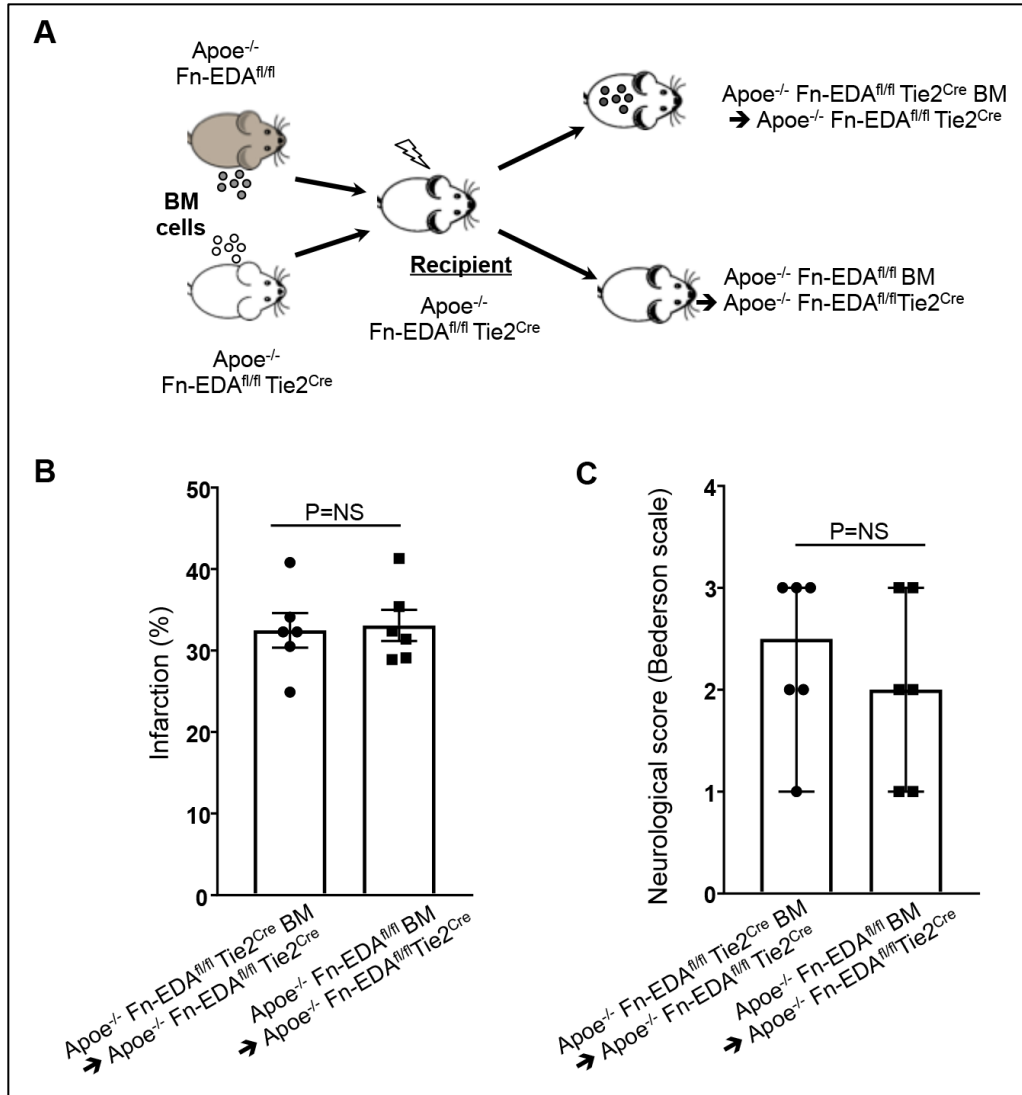 A
Apoe-/-
Fn-EDAfl/fl
BM
cells
Apoe-/-
Fn-EDAfl/fl Tie2Cre
Recipient
Apoe-/-
Fn-EDAfl/fl Tie2Cre
Apoe-/- Fn-EDAfl/fl Tie2Cre BM
➔ Apoe-/- Fn-EDAfl/fl Tie2Cre
Apoe-/- Fn-EDAfl/fl BM
➔ Apoe-/- Fn-EDAfl/flTie2Cre
B
Infarction (%)
50
40
30
20
10
0
P=NS
Apoe-/- Fn-EDAfl/fl Tie2Cre BM
➔ Apoe-/- Fn-EDAfl/fl Tie2Cre
Apoe-/- Fn-EDAfl/fl BM
➔ Apoe-/- Fn-EDAfl/flTie2Cre
C
Neurological score (Bederson scale)
4
3
2
1
0
P=NS
Apoe-/- Fn-EDAfl/fl Tie2Cre BM
➔ Apoe-/- Fn-EDAfl/fl Tie2Cre
Apoe-/- Fn-EDAfl/fl BM
➔ Apoe-/- Fn-EDAfl/flTie2Cre